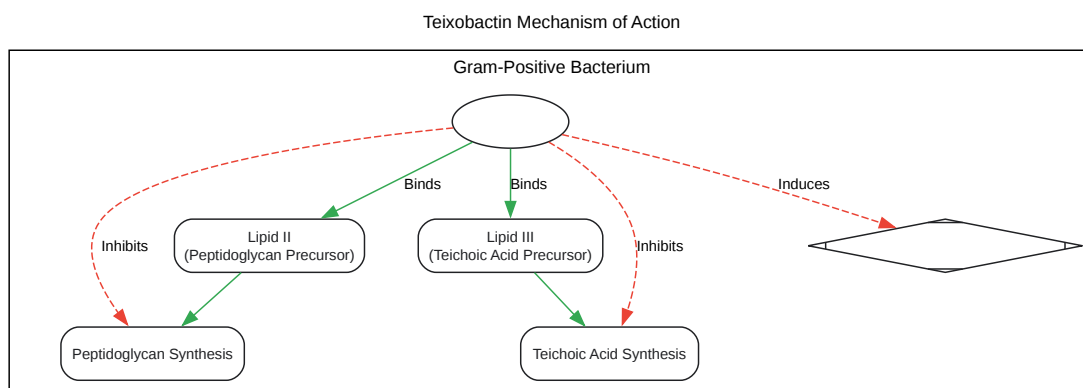 Teixobactin Mechanism of Action
Gram-Positive Bacterium
Binds
Binds
Induces
Inhibits
Lipid II
(Peptidoglycan Precursor)
Lipid III
(Teichoic Acid Precursor)
Inhibits
Peptidoglycan Synthesis
Teichoic Acid Synthesis